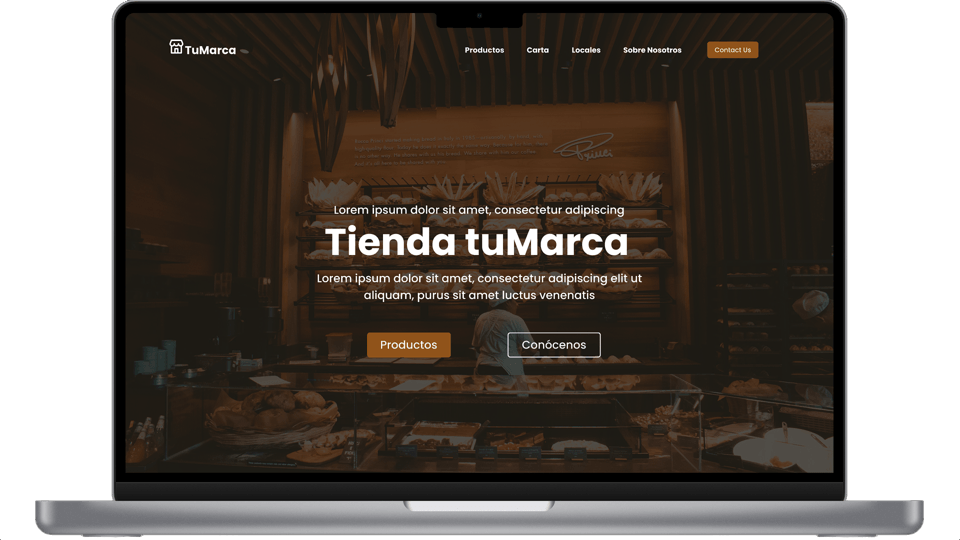 TuMarca
Productos
Carta
Locales
Sobre Nosotros
Contact Us
Princi
Lorem ipsum dolor sit amet, consectetur adipiscing
Tienda tuMarca
Lorem ipsum dolor sit amet, consectetur adipiscing elit ut
aliquam, purus sit amet luctus venenatis
Productos
Conócenos